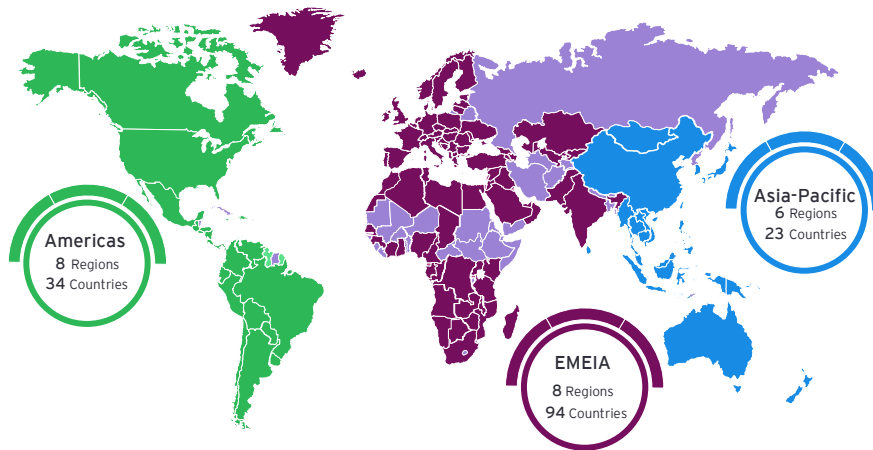 Americas
8 Regions
34 Countries
EMEIA
8 Regions
94 Countries
Asia-Pacific
6 Regions
23 Countries